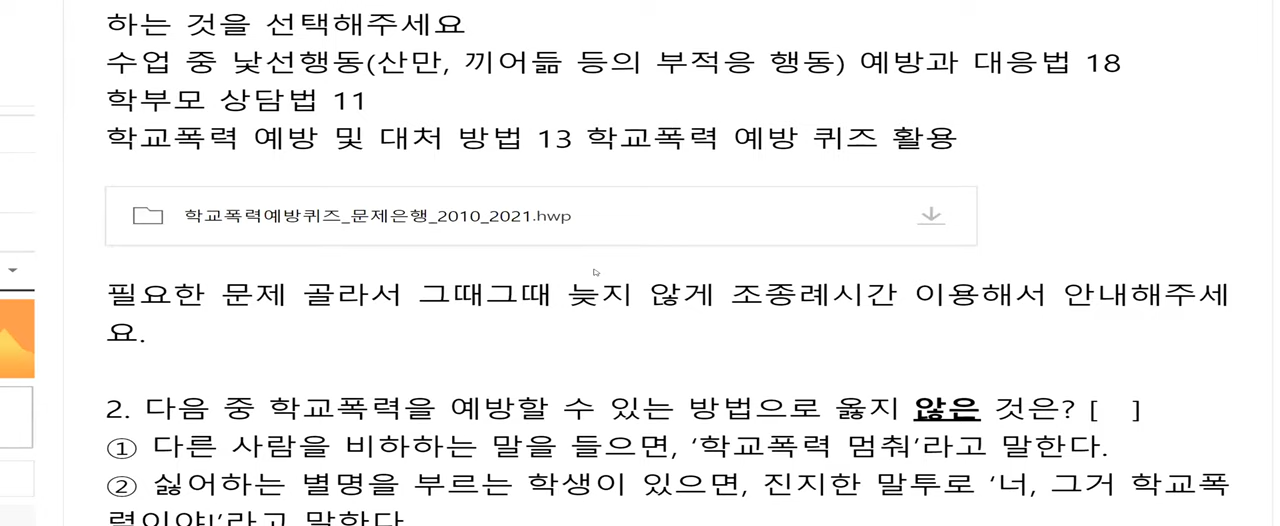 하는 것을 선택해주세요
수업 중 낯선행동(산만, 끼어듦 등의 부적응 행동) 예방과 대응법 18
학부모 상담법 11
학교폭력 예방 및 대처 방법 13 학교폭력 예방 퀴즈 활용
학교폭력예방퀴즈_문제은행_2010_2021.hwp
필요한 문제 골라서 그때그때 늦지 않게 조종례시간 이용해서 안내해주세
요.
2. 다음 중 학교폭력을 예방할 수 있는 방법으로 옳지 않은 것은? [   ]
① 다른 사람을 비하하는 말을 들으면, ‘학교폭력 멈춰’라고 말한다.
② 싫어하는 별명을 부르는 학생이 있으면, 진지한 말투로 ‘너, 그거 학교폭
력이야!’라고 말한다